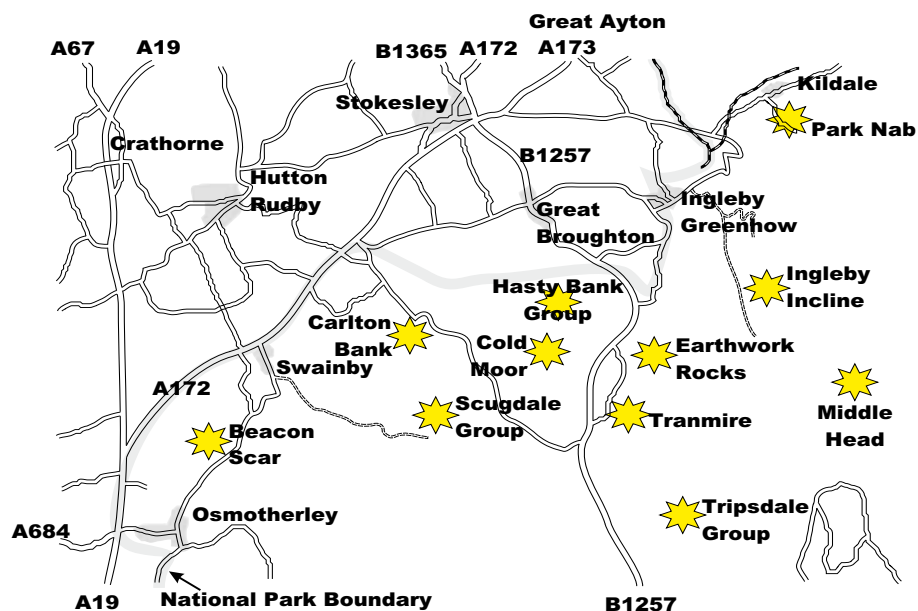 Great Ayton
A67
A19
B1365
A172
A173
Kildale
Stokesley
Park Nab
Crathorne
B1257
Hutton
Rudby
Ingleby
Greenhow
Great
Broughton
Hasty Bank
Group
Ingleby
Incline
Carlton
Bank
Cold
Moor
Earthwork
Rocks
Swainby
A172
Scugdale
Group
Tranmire
Middle
Head
Beacon
Scar
Osmotherley
Tripsdale
Group
A684
A19
National Park Boundary
B1257